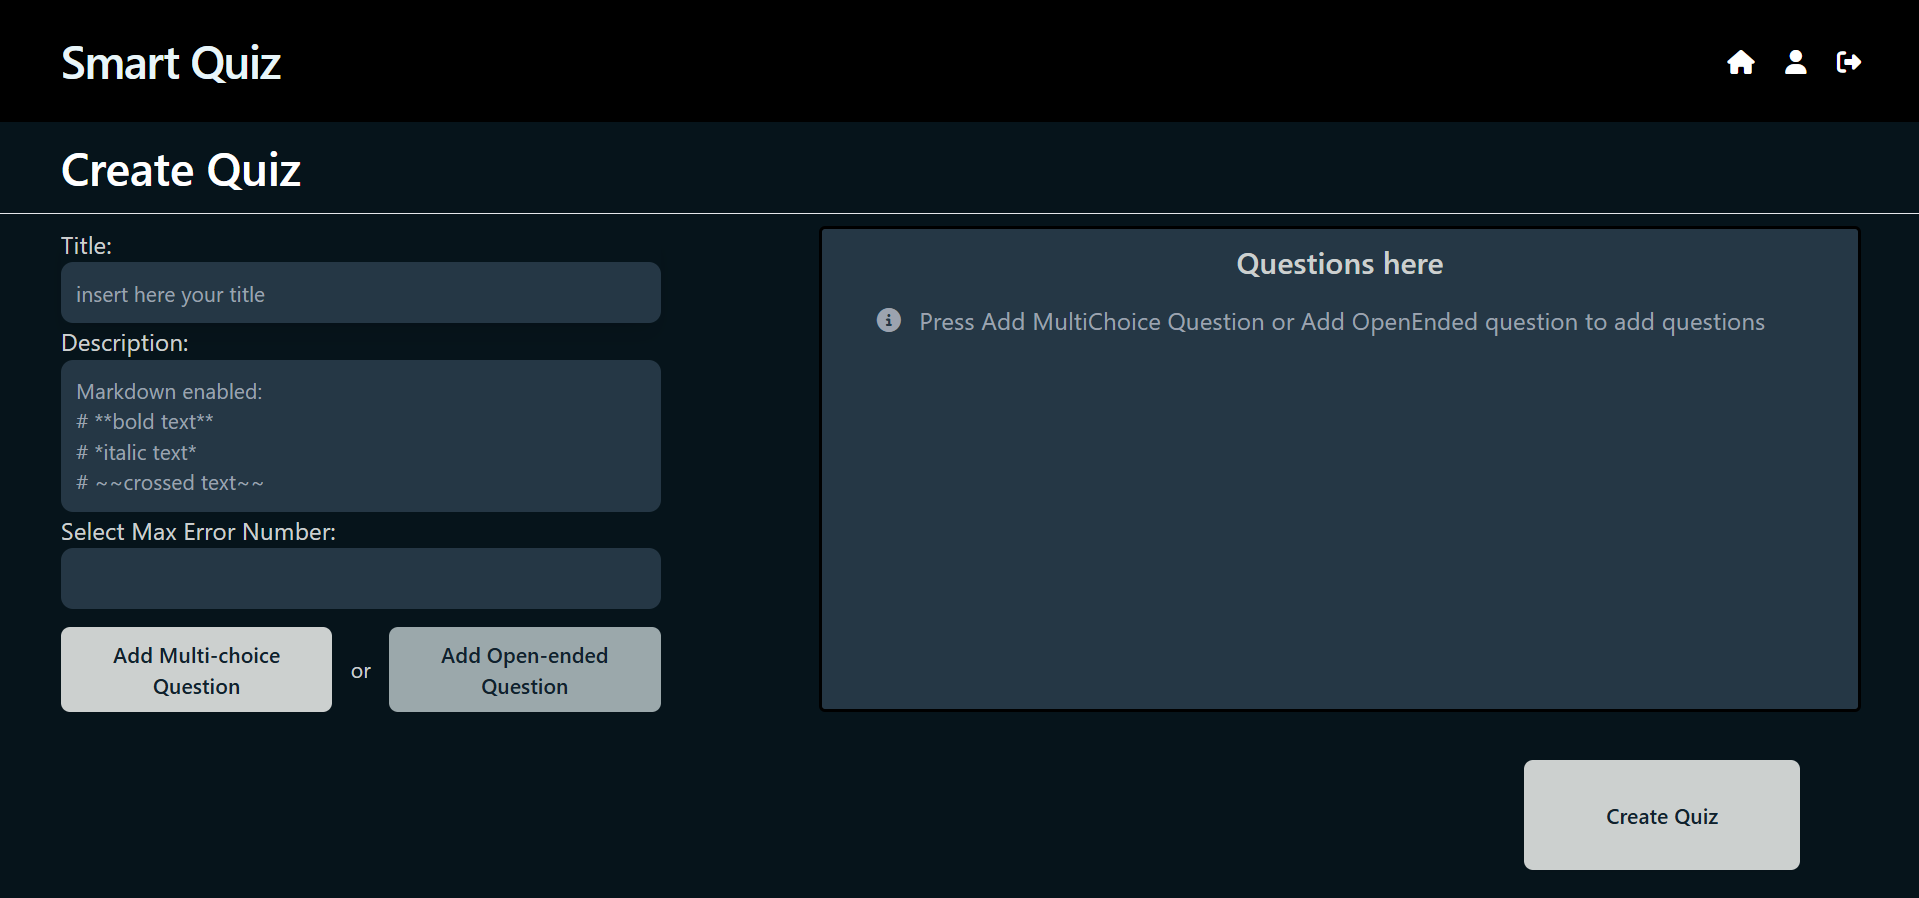 Smart Quiz
Create Quiz
Title:
insert here your title
Description:
Markdown enabled:
# **bold text**
# *italic text*
# ~~crossed text~~
Select Max Error Number:
Add Multi-choice
Question
or
Add Open-ended
Question
Questions here
Press Add MultiChoice Question or Add OpenEnded question to add questions
Create Quiz